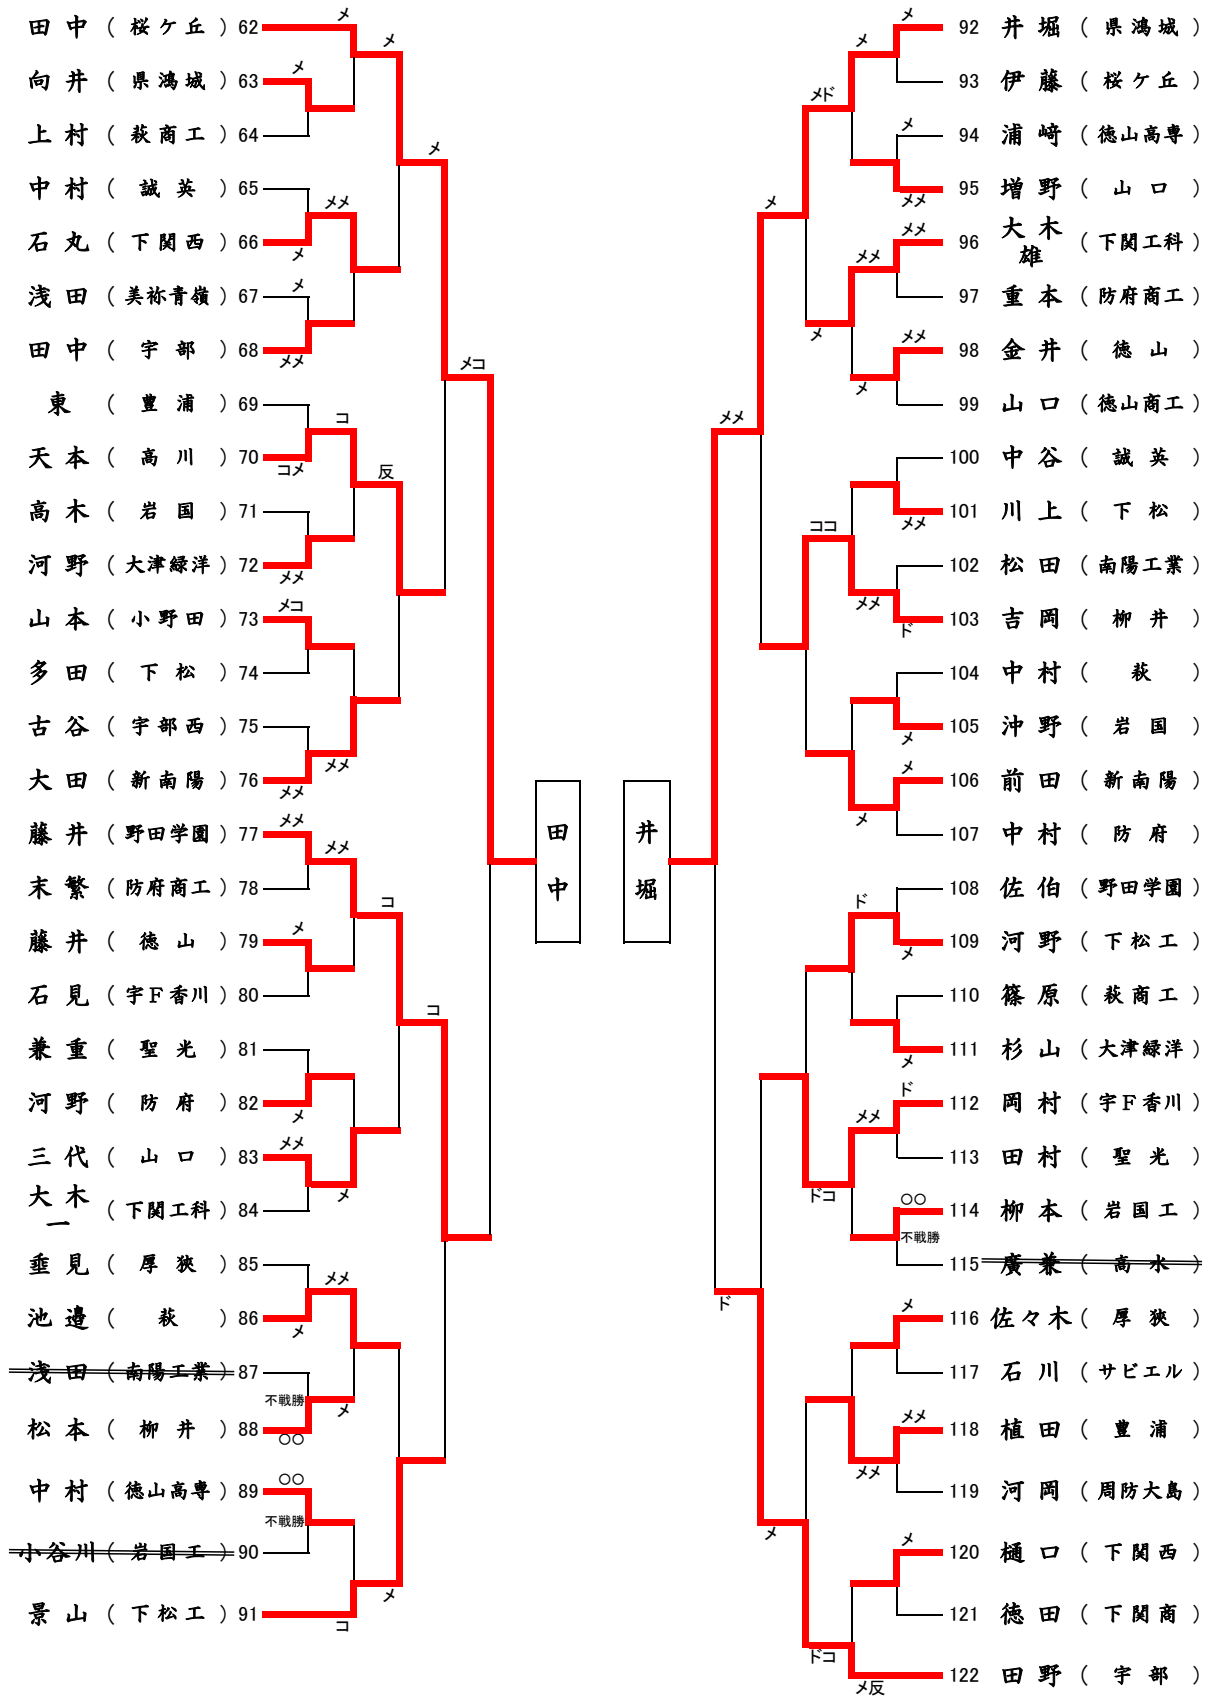 田中 ( 桜ケ丘 ) 62
向井 ( 県鴻城 ) 63
上村 ( 萩商工 ) 64
中村 ( 誠英 ) 65
石丸 ( 下関西 ) 66
浅田 ( 美祢青嶺 ) 67
田中 ( 宇部 ) 68
東 ( 豊浦 ) 69
天本 ( 高川 ) 70
高木 ( 岩国 ) 71
河野 ( 大津緑洋 ) 72
山本 ( 小野田 ) 73
多田 ( 下松 ) 74
古谷 ( 宇部西 ) 75
大田 ( 新南陽 ) 76
藤井 ( 野田学園 ) 77
末繁 ( 防府商工 ) 78
藤井 ( 徳山 ) 79
石見 ( 宇F香川 ) 80
兼重 ( 聖光 ) 81
河野 ( 防府 ) 82
三代 ( 山口 ) 83
大木一 ( 下関工科 ) 84
垂見 ( 厚狭 ) 85
池邉 ( 萩 ) 86
浅田 ( 南陽工業 ) 87
松本 ( 柳井 ) 88
中村 ( 徳山高専 ) 89
小谷川 ( 岩国工 ) 90
景山 ( 下松工 ) 91
メ
メ
メ
メ
メメ
メ
メ
メメ
メコ
コ
コメ
反
メメ
メコ
メメ
メメ
メメ
メメ
コ
メ
コ
メ
メメ
メ
メメ
メ
不戦勝
メ
○○
○○
不戦勝
メ
コ
田中
井堀
92 井堀 ( 県鴻城 )
93 伊藤 ( 桜ケ丘 )
94 浦﨑 ( 徳山高専 )
95 増野 ( 山口 )
96 大木雄 ( 下関工科 )
97 重本 ( 防府商工 )
98 金井 ( 徳山 )
99 山口 ( 徳山商工 )
100 中谷 ( 誠英 )
101 川上 ( 下松 )
102 松田 ( 南陽工業 )
103 吉岡 ( 柳井 )
104 中村 ( 萩 )
105 沖野 ( 岩国 )
106 前田 ( 新南陽 )
107 中村 ( 防府 )
108 佐伯 ( 野田学園 )
109 河野 ( 下松工 )
110 篠原 ( 萩商工 )
111 杉山 ( 大津緑洋 )
112 岡村 ( 宇F香川 )
113 田村 ( 聖光 )
114 柳本 ( 岩国工 )
115 廣兼 ( 高水 )
116 佐々木 ( 厚狭 )
117 石川 ( サビエル )
118 植田 ( 豊浦 )
119 河岡 ( 周防大島 )
120 樋口 ( 下関西 )
121 徳田 ( 下関商 )
122 田野 ( 宇部 )
メ
メ
メド
メ
メメ
メ
メメ
メメ
メ
メメ
メ
メメ
メメ
ココ
メメ
ド
メ
メ
メ
ド
メ
メ
ド
メメ
ドコ
○○
不戦勝
ド
メ
メメ
メメ
メ
メ
ドコ
メ反